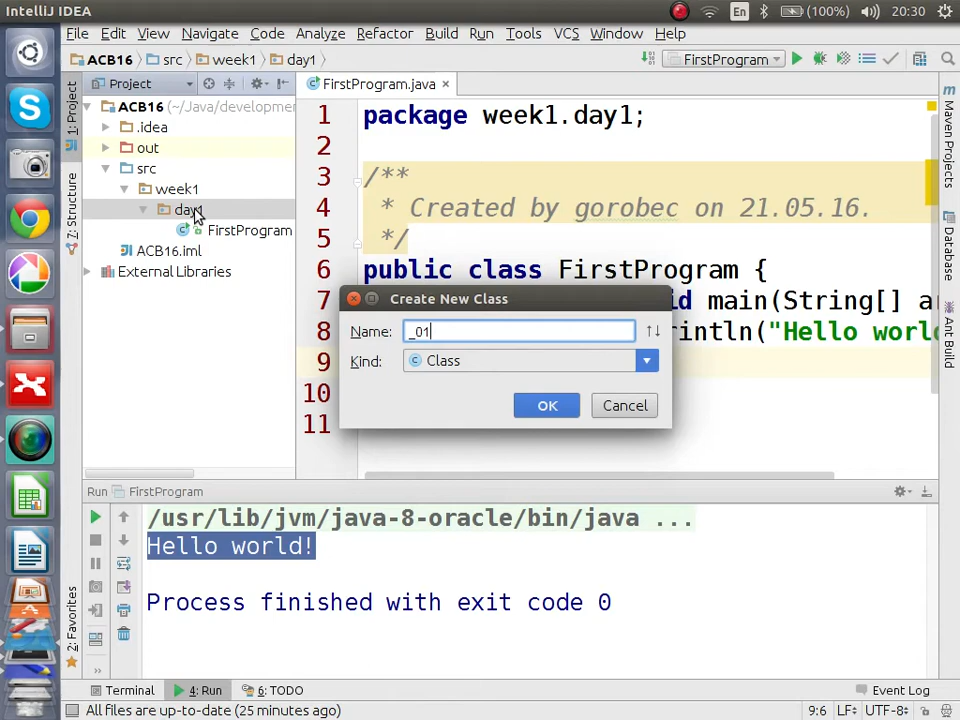 IntelliJ IDEA
En
(100%)
20:30
File Edit View Navigate Code Analyze Refactor Build Run Tools VCS Window Help
ACB16 src week1 day1
FirstProgram
1: Project
7: Structure
2: Favorites
Project
ACB16 (~/Java/developmen
.idea
out
src
week1
day1
FirstProgram
ACB16.iml
External Libraries
FirstProgram.java
1 package week1.day1;
2
3 /**
4 * Created by gorobec on 21.05.16.
5 */
6 public class FirstProgram {
7 id main(String[] ar
8 rintln("Hello world
9
10
11
Create New Class
Name: _01
Kind: Class
OK Cancel
Maven Projects
Database
Ant Build
Run FirstProgram
/usr/lib/jvm/java-8-oracle/bin/java ...
Hello world!
Process finished with exit code 0
Terminal 4: Run 6: TODO Event Log
All files are up-to-date (25 minutes ago) 9:6 LF UTF-8